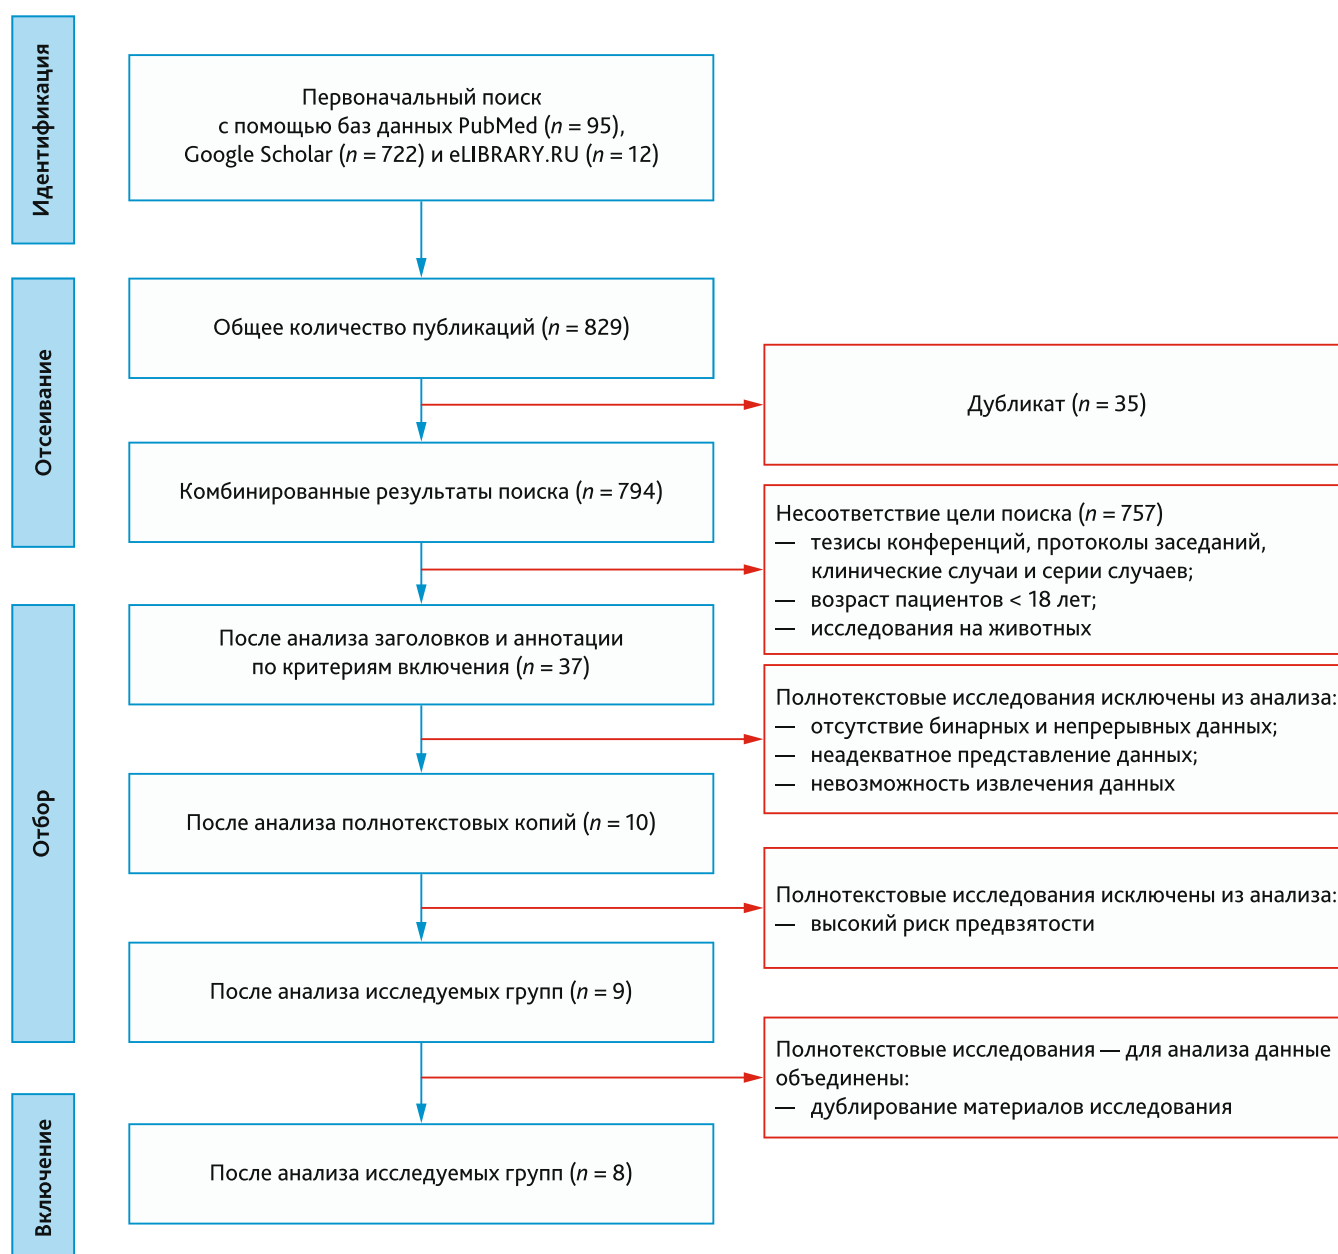 Идентификация
Первоначальный поиск
с помощью баз данных PubMed (n = 95),
Google Scholar (n = 722) и eLIBRARY.RU (n = 12)
Отсеивание
Общее количество публикаций (n = 829)
Дубликат (n = 35)
Комбинированные результаты поиска (n = 794)
Несоответствие цели поиска (n = 757)
— тезисы конференций, протоколы заседаний,
клинические случаи и серии случаев;
— возраст пациентов < 18 лет;
— исследования на животных
Отбор
После анализа заголовков и аннотации
по критериям включения (n = 37)
Полнотекстовые исследования исключены из анализа:
— отсутствие бинарных и непрерывных данных;
— неадекватное представление данных;
— невозможность извлечения данных
После анализа полнотекстовых копий (n = 10)
Полнотекстовые исследования исключены из анализа:
— высокий риск предвзятости
После анализа исследуемых групп (n = 9)
Полнотекстовые исследования — для анализа данные
объединены:
— дублирование материалов исследования
Включение
После анализа исследуемых групп (n = 8)